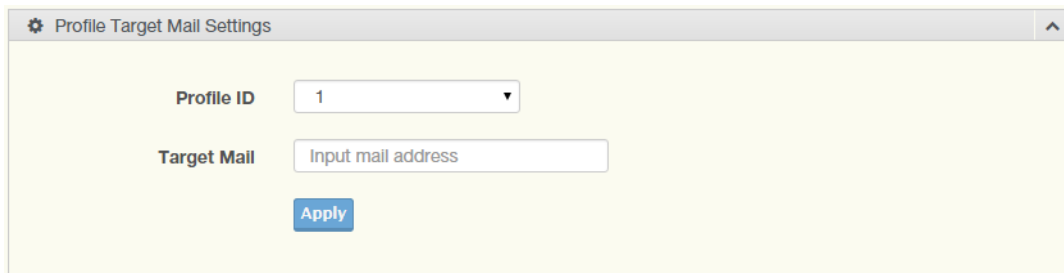 Profile Target Mail Settings
Profile ID 1
Target Mail Input mail address
Apply